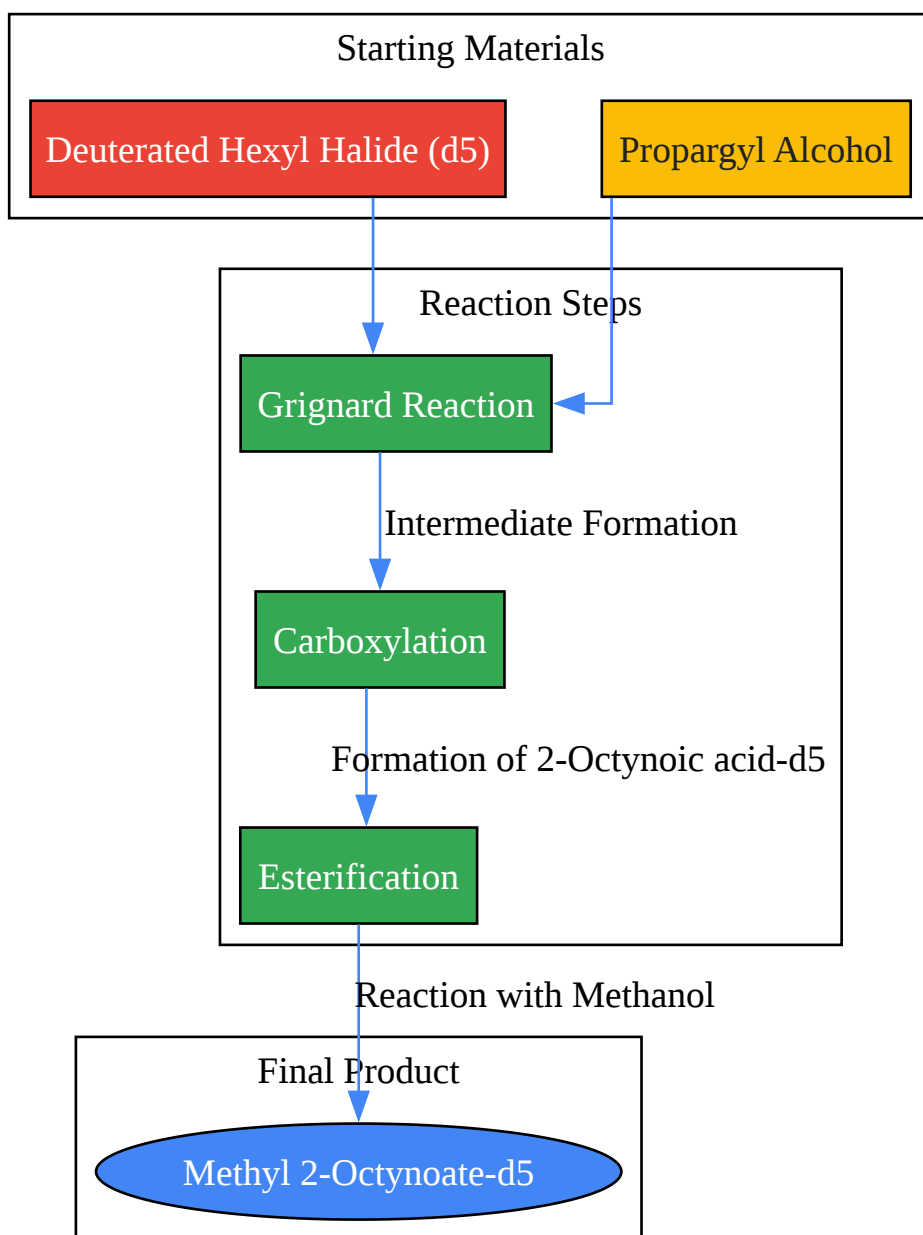 Starting Materials
Deuterated Hexyl Halide (d5)
Propargyl Alcohol
Reaction Steps
Grignard Reaction
Intermediate Formation
Carboxylation
Formation of 2-Octynoic acid-d5
Esterification
Reaction with Methanol
Final Product
Methyl 2-Octynoate-d5